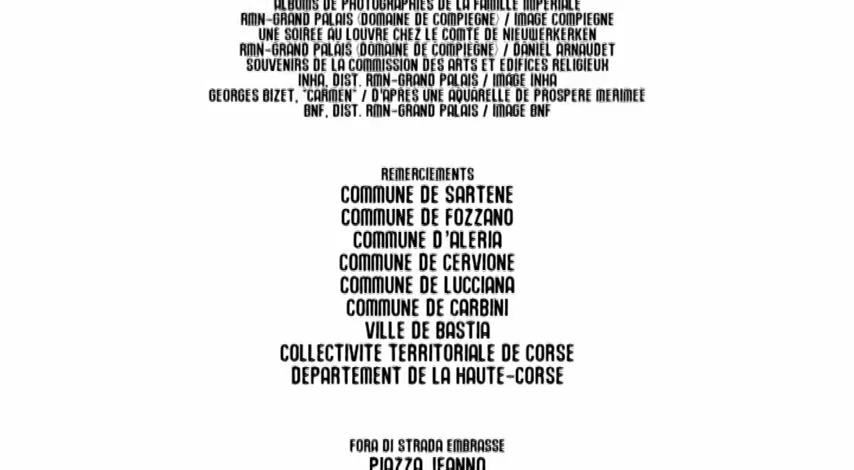 ALBUMS DE PHOTOGRAPHIES DE LA FAMILLE IMPERIALE
RMN-GRAND PALAIS (DOMAINE DE COMPIEGNE) / IMAGE COMPIEGNE
UNE SOIREE AU LOUVRE CHEZ LE COMTE DE NIEUWERKERKEN
RMN-GRAND PALAIS (DOMAINE DE COMPIEGNE) / DANIEL ARNAUDET
SOUVENIRS DE LA COMMISSION DES ARTS ET EDIFICES RELIGIEUX
INHA, DIST. RMN-GRAND PALAIS / IMAGE INHA
GEORGES BIZET, "CARMEN" / D'APRES UNE AQUARELLE DE PROSPERE MERIMEE
BNF, DIST. RMN-GRAND PALAIS / IMAGE BNF
REMERCIEMENTS
COMMUNE DE SARTENE
COMMUNE DE FOZZANO
COMMUNE D'ALERIA
COMMUNE DE CERVIONE
COMMUNE DE LUCCIANA
COMMUNE DE CARBINI
VILLE DE BASTIA
COLLECTIVITE TERRITORIALE DE CORSE
DEPARTEMENT DE LA HAUTE-CORSE
FORA DI STRADA EMBRASSE
PIAZZA JEANNO